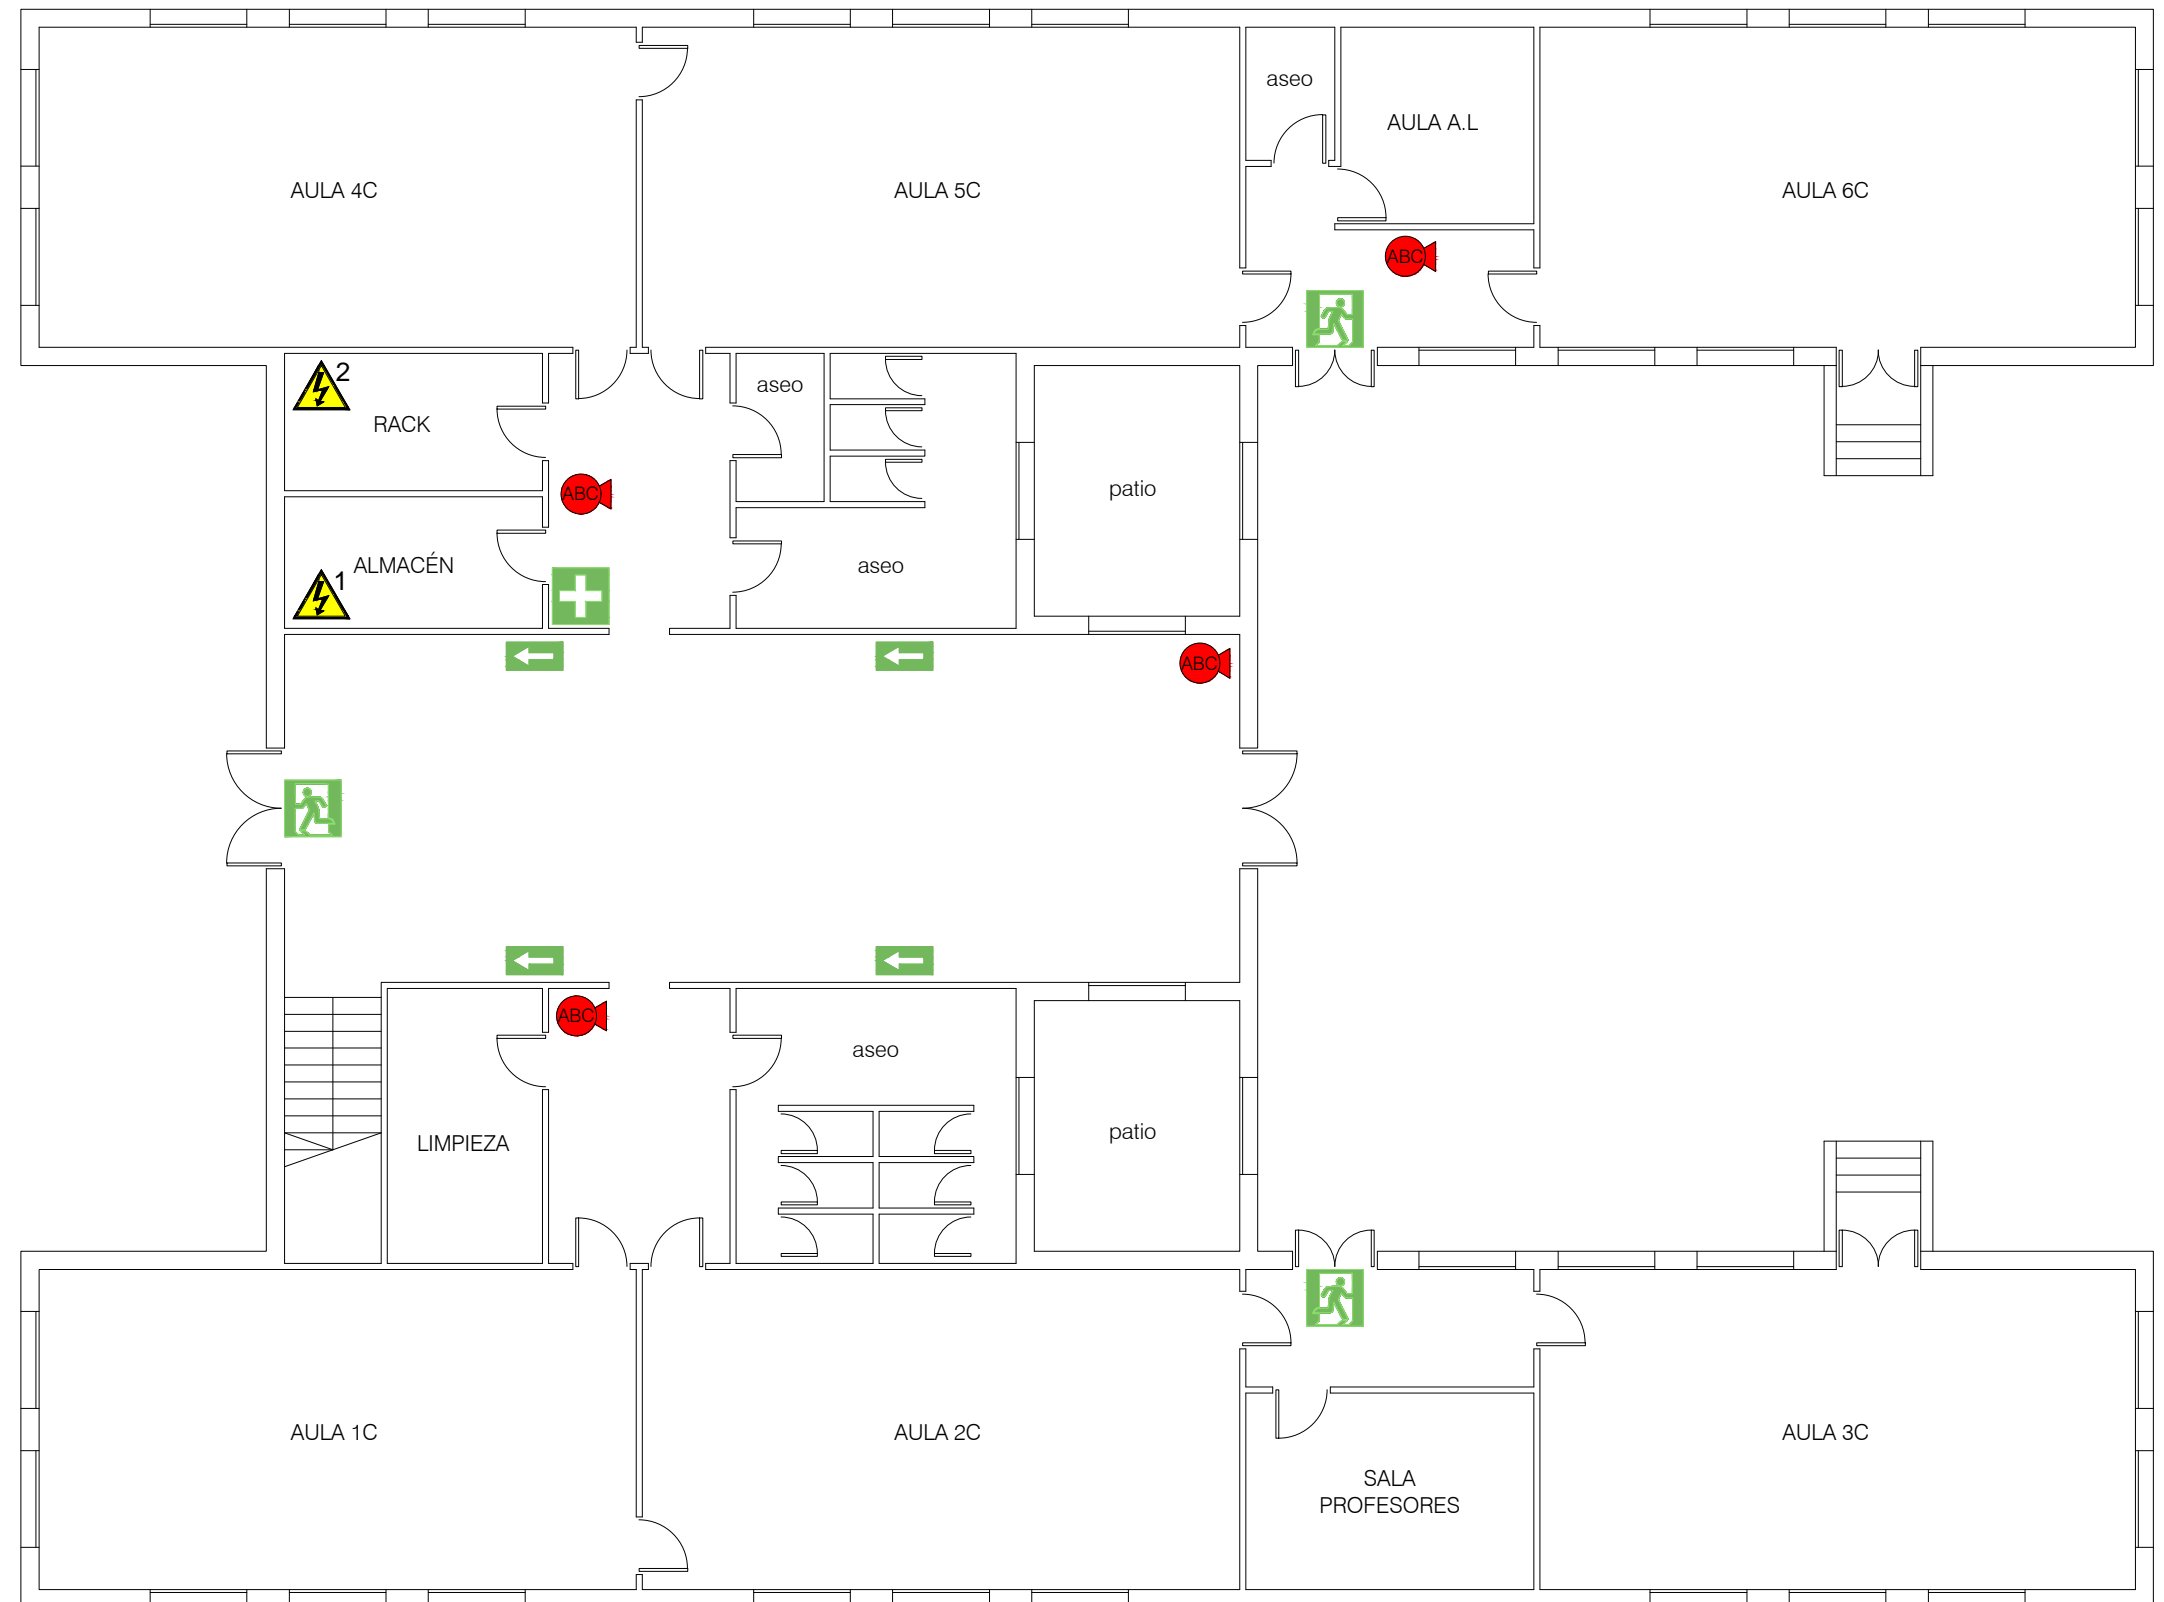 aseo
AULA A.L
AULA 4C
AULA 5C
AULA 6C
ABC
2
RACK
aseo
ABC
patio
1
ALMACÉN
aseo
ABC
ABC
aseo
LIMPIEZA
patio
AULA 1C
AULA 2C
AULA 3C
SALA
PROFESORES